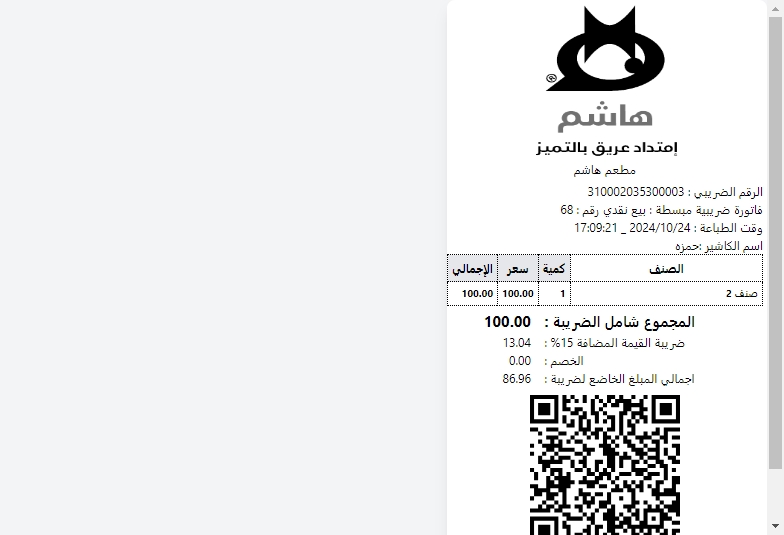 ®
هاشم
إمتداد عريق بالتميز
مطعم هاشم
الرقم الضريبي : 310002035300003
فاتورة ضريبية مبسطة : بيع نقدي رقم : 68
وقت الطباعة : 2024/10/24 _ 17:09:21
اسم الكاشير :حمزه
الصنف كمية سعر الإجمالي
صنف 2 1 100.00 100.00
المجموع شامل الضريبة : 100.00
ضريبة القيمة المضافة 15% : 13.04
الخصم : 0.00
اجمالي المبلغ الخاضع لضريبة : 86.96